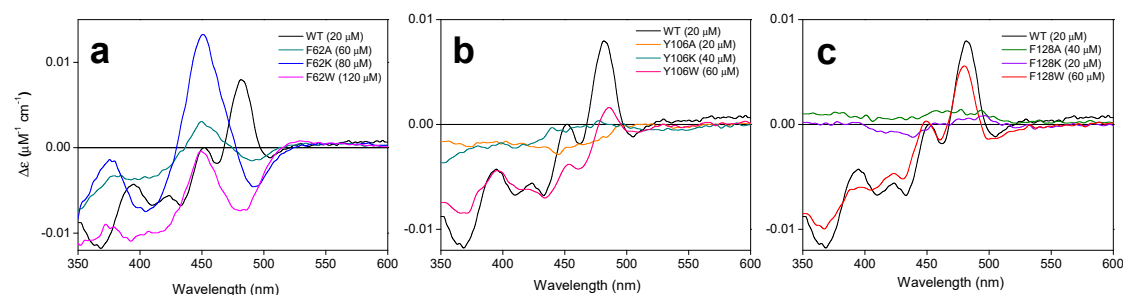 a
WT (20 μM)
F62A (60 μM)
F62K (80 μM)
F62W (120 μM)
0.01
0.00
-0.01
Δε (μM⁻¹ cm⁻¹)
350 400 450 500 550 600
Wavelength (nm)
b
WT (20 μM)
Y106A (20 μM)
Y106K (40 μM)
Y106W (60 μM)
0.01
0.00
-0.01
350 400 450 500 550 600
Wavelength (nm)
c
WT (20 μM)
F128A (40 μM)
F128K (20 μM)
F128W (60 μM)
0.01
0.00
-0.01
350 400 450 500 550 600
Wavelength (nm)